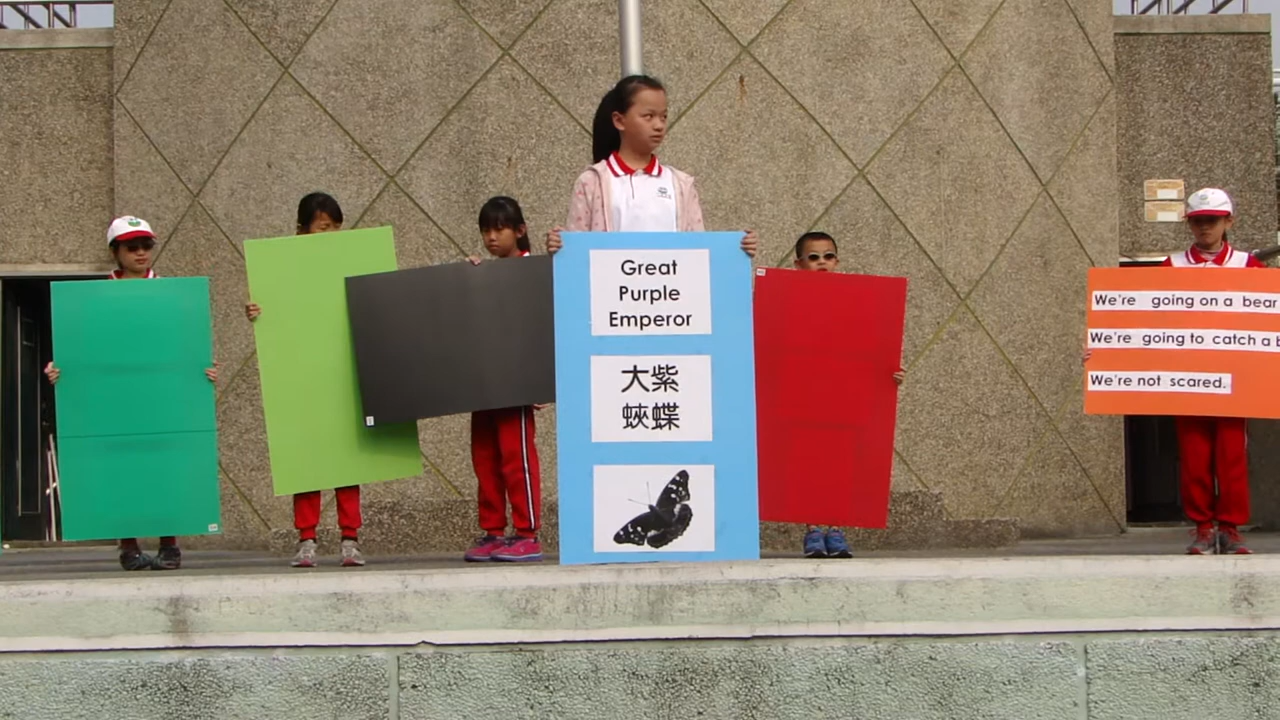 Great
Purple
Emperor
大紫
蛺蝶
We're going on a bear
We're going to catch a b
We're not scared.